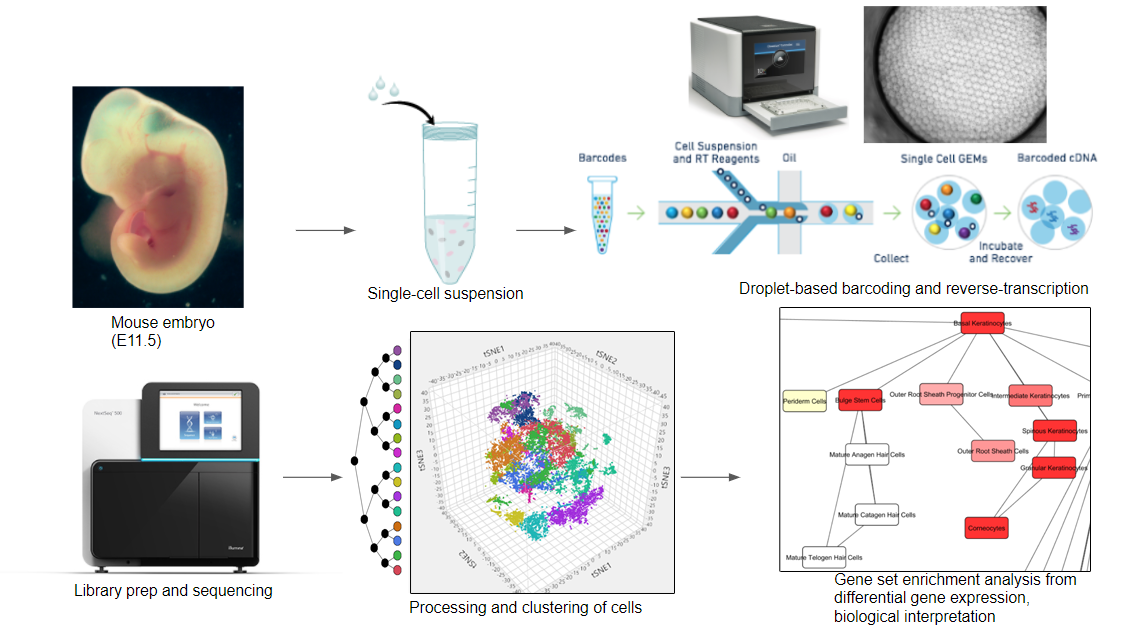 Barcodes
Cell Suspension
and RT Reagents
Oil
Single Cell GEMs
Barcoded cDNA
Collect
Incubate
and Recover
Mouse embryo
(E11.5)
Single-cell suspension
Droplet-based barcoding and reverse-transcription
Library prep and sequencing
tSNE1
tSNE2
tSNE3
tSNE3
tSNE2
tSNE1
Processing and clustering of cells
Basal Keratinocytes
Periderm Cells
Bulge Stem Cells
Outer Root Sheath Progenitor Cells
Intermediate Keratinocytes
Spinous Keratinocytes
Mature Anagen Hair Cells
Outer Root Sheath Cells
Granular Keratinocytes
Mature Catagen Hair Cells
Corneocytes
Mature Telogen Hair Cells
Gene set enrichment analysis from
differential gene expression,
biological interpretation